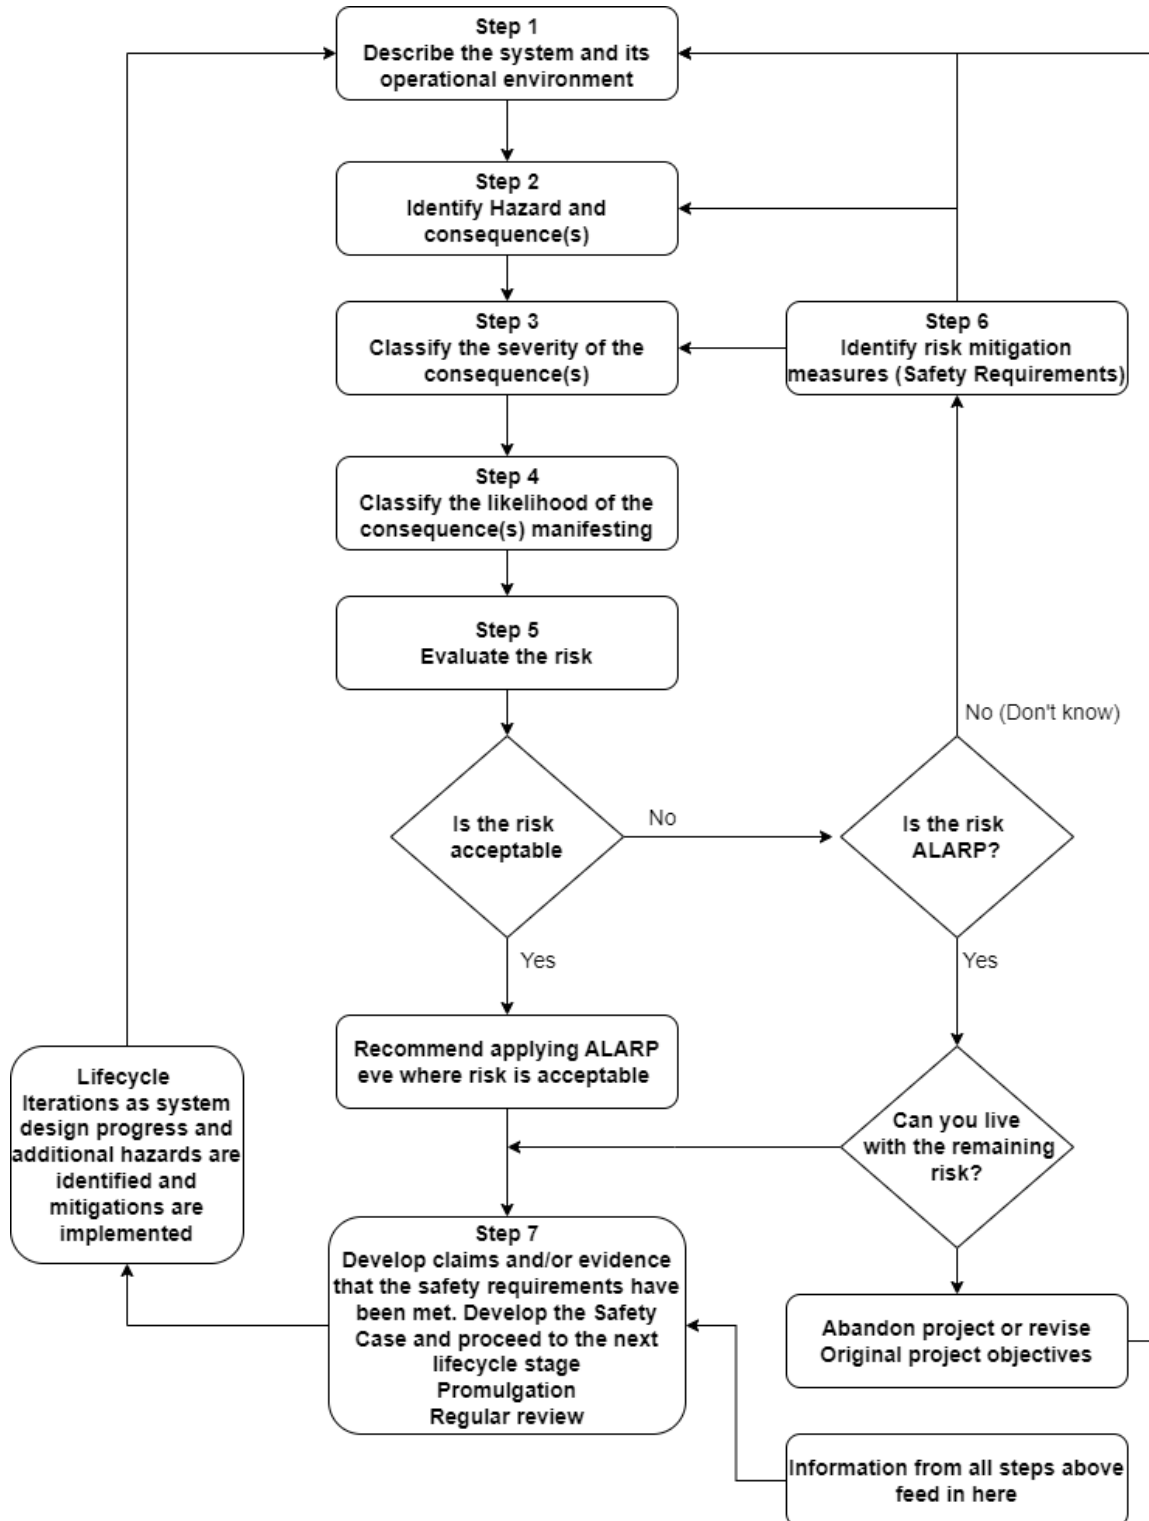 Step 1
Describe the system and its
operational environment
Step 2
Identify Hazard and
consequence(s)
Step 3
Classify the severity of the
consequence(s)
Step 6
Identify risk mitigation
measures (Safety Requirements)
Step 4
Classify the likelihood of the
consequence(s) manifesting
Step 5
Evaluate the risk
No (Don't know)
Is the risk
acceptable
No
Is the risk
ALARP?
Yes
Yes
Recommend applying ALARP
eve where risk is acceptable
Lifecycle
Iterations as system
design progress and
additional hazards are
identified and
mitigations are
implemented
Can you live
with the remaining
risk?
Step 7
Develop claims and/or evidence
that the safety requirements have
been met. Develop the Safety
Case and proceed to the next
lifecycle stage
Promulgation
Regular review
Abandon project or revise
Original project objectives
Information from all steps above
feed in here